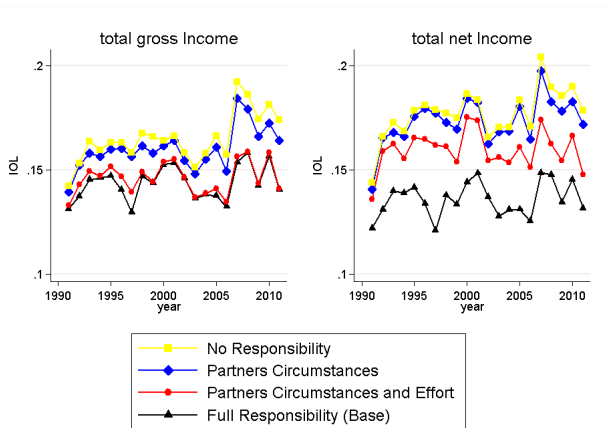 total gross Income
total net Income
.2
.15
.1
IOL
1990 1995 2000 2005 2010
year
.2
.15
.1
IOL
1990 1995 2000 2005 2010
year
No Responsibility
Partners Circumstances
Partners Circumstances and Effort
Full Responsibility (Base)